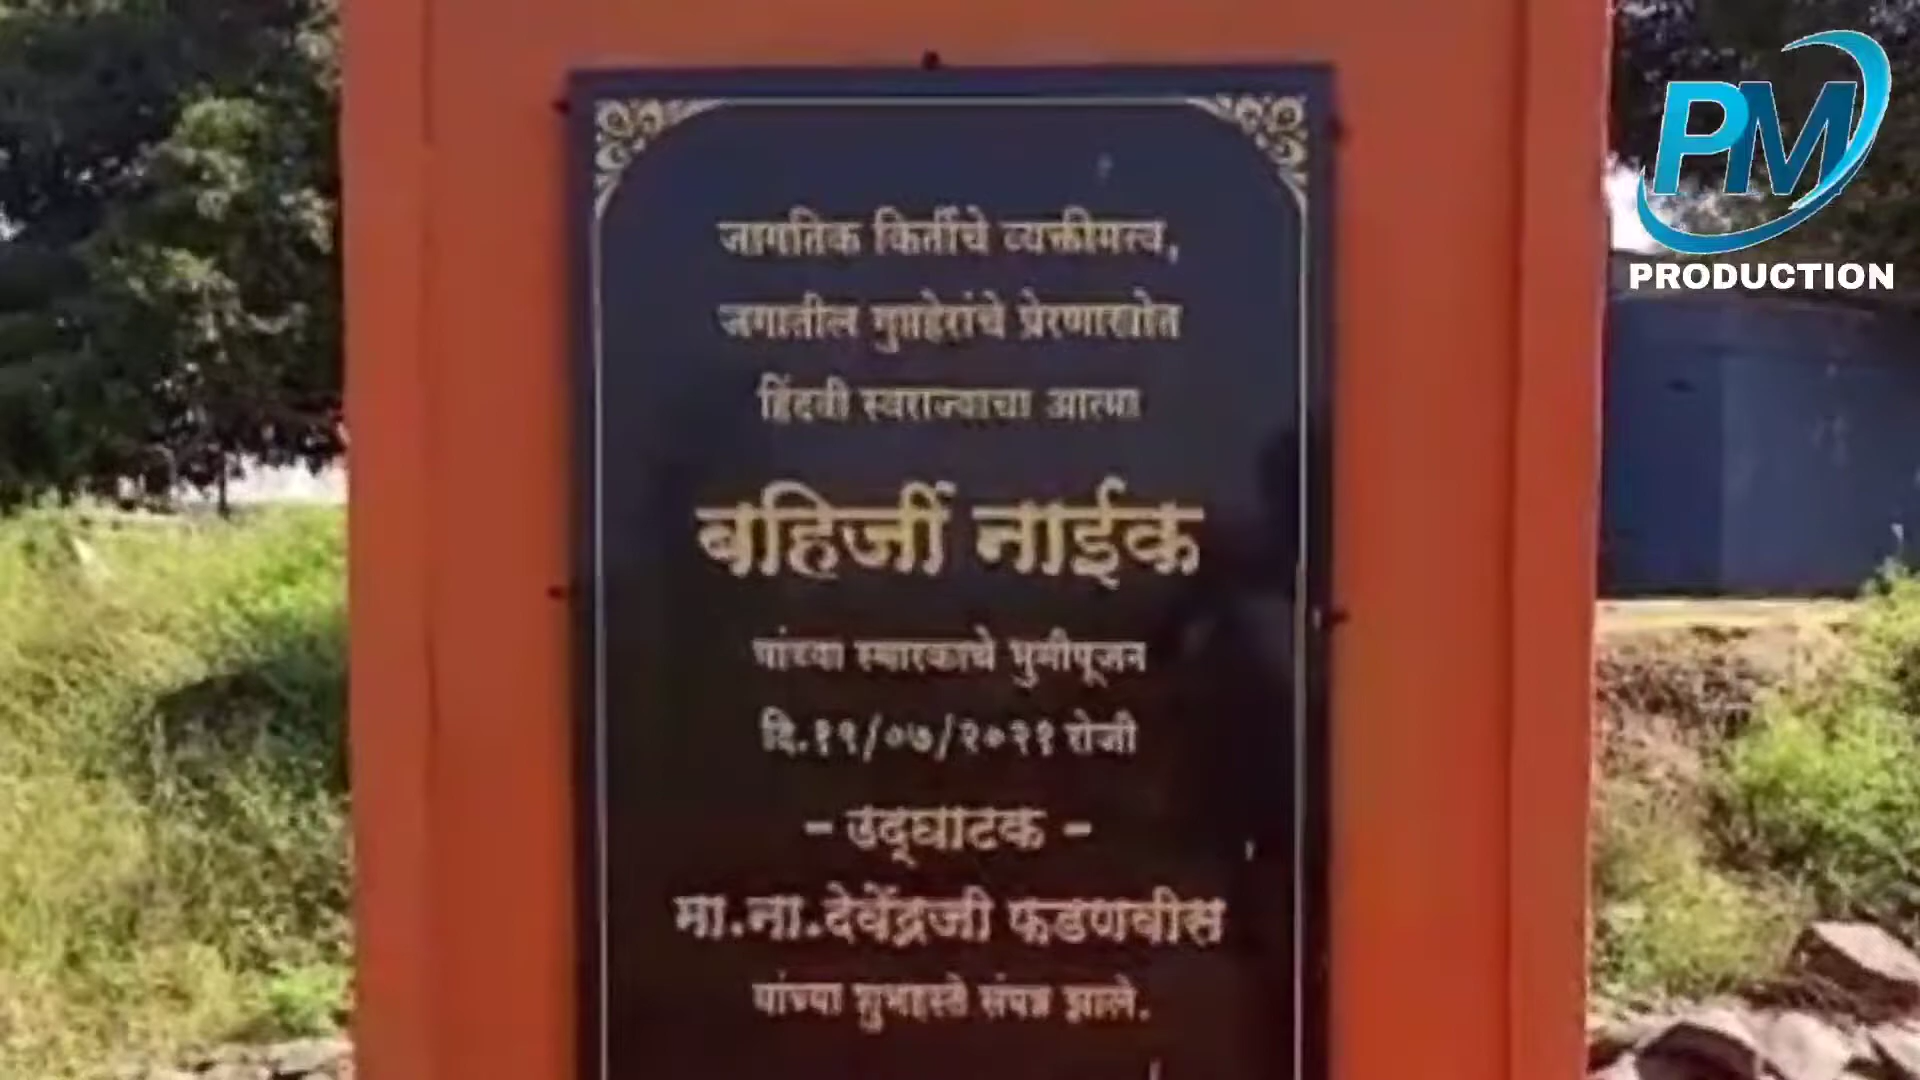 जागतिक किर्तीचे व्यक्तीमत्त्व,
जगातील गुप्तहेरांचे प्रेरणास्त्रोत
हिंदवी स्वराज्याचा आत्मा
बहिर्जी नाईक
यांच्या स्मारकाचे भुमीपूजन
दि.१९/०७/२०२१ रोजी
- उद्‌घाटक -
मा.ना.देवेंद्रजी फडणवीस
यांच्या शुभहस्ते संपन्न झाले.
PM
PRODUCTION